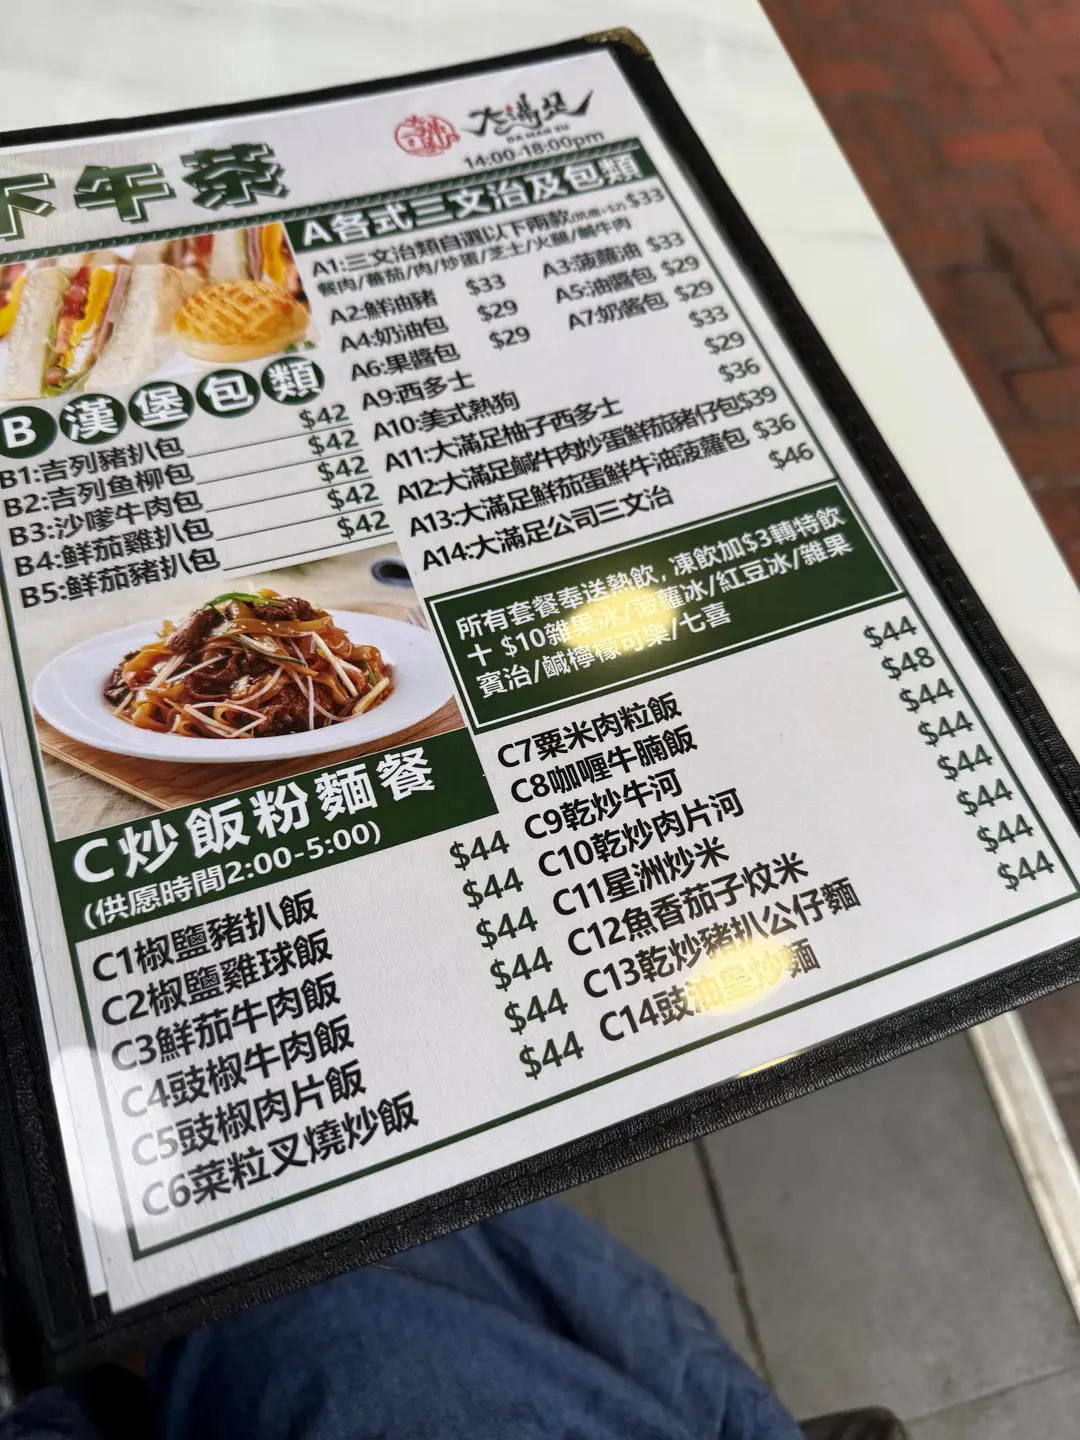 下午茶
大滿足
DA MAN ZU
14:00-18:00pm
A各式三文治及包類
A1:三文治類自選以下兩款(烘底+$2) $33
餐肉/蕃茄/肉/炒蛋/芝士/火腿/鹹牛肉
A2:鮮油豬 $33
A3:菠蘿油 $33
A4:奶油包 $29
A5:油醬包 $29
A6:果醬包 $29
A7:奶酱包 $29
A9:西多士 $33
A10:美式熱狗 $29
A11:大滿足柚子西多士 $36
A12:大滿足鹹牛肉炒蛋鮮茄豬仔包$39
A13:大滿足鮮茄蛋鮮牛油菠蘿包 $36
A14:大滿足公司三文治 $46
B漢堡包類
B1:吉列豬扒包 $42
B2:吉列鱼柳包 $42
B3:沙嗲牛肉包 $42
B4:鮮茄雞扒包 $42
B5:鮮茄豬扒包 $42
所有套餐奉送熱飲,凍飲加$3轉特飲
十 $10雜果冰/菠蘿冰/紅豆冰/雜果
賓治/鹹檸檬可樂/七喜
C炒飯粉麵餐
(供愿時間2:00-5:00)
C1椒鹽豬扒飯 $44
C2椒鹽雞球飯 $44
C3鮮茄牛肉飯 $44
C4豉椒牛肉飯 $44
C5豉椒肉片飯 $44
C6菜粒叉燒炒飯 $44
C7粟米肉粒飯 $44
C8咖喱牛腩飯 $48
C9乾炒牛河 $44
C10乾炒肉片河 $44
C11星洲炒米 $44
C12魚香茄子炆米 $44
C13乾炒豬扒公仔麵 $44
C14豉油皇炒麵 $44